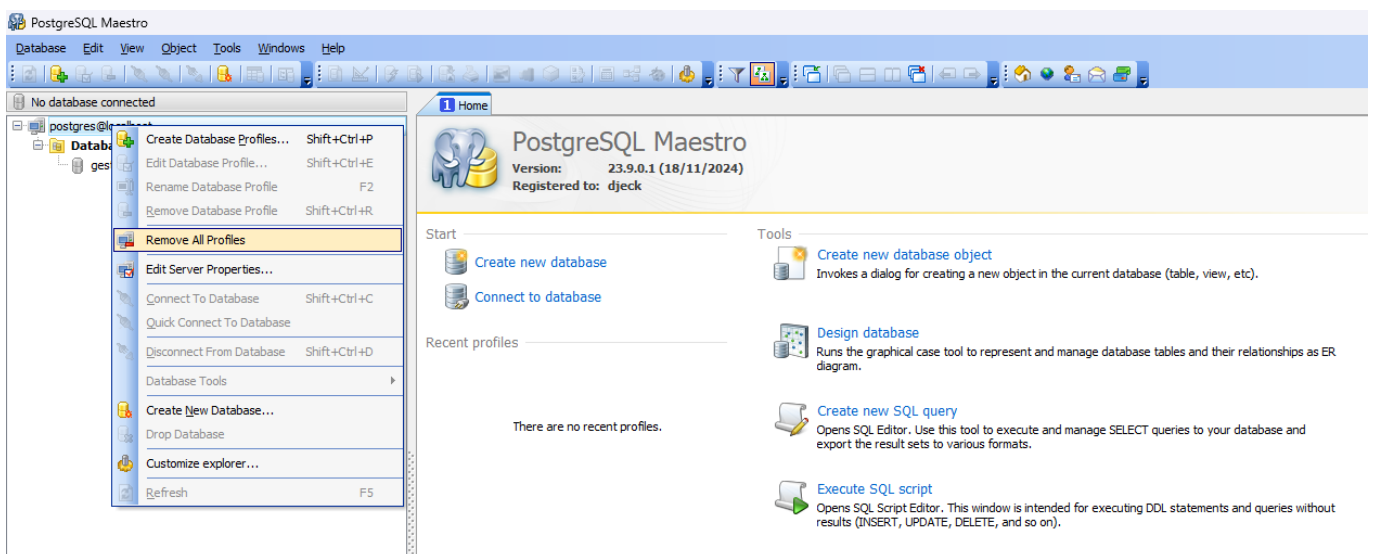 PostgreSQL Maestro
Database Edit View Object Tools Windows Help
No database connected
1 Home
postgres@localhost
Databa
ges
Create Database Profiles... Shift+Ctrl+P
Edit Database Profile... Shift+Ctrl+E
Rename Database Profile F2
Remove Database Profile Shift+Ctrl+R
Remove All Profiles
Edit Server Properties...
Connect To Database Shift+Ctrl+C
Quick Connect To Database
Disconnect From Database Shift+Ctrl+D
Database Tools
Create New Database...
Drop Database
Customize explorer...
Refresh F5
PostgreSQL Maestro
Version: 23.9.0.1 (18/11/2024)
Registered to: djeck
Start
Create new database
Connect to database
Recent profiles
There are no recent profiles.
Tools
Create new database object
Invokes a dialog for creating a new object in the current database (table, view, etc).
Design database
Runs the graphical case tool to represent and manage database tables and their relationships as ER
diagram.
Create new SQL query
Opens SQL Editor. Use this tool to execute and manage SELECT queries to your database and
export the result sets to various formats.
Execute SQL script
Opens SQL Script Editor. This window is intended for executing DDL statements and queries without
results (INSERT, UPDATE, DELETE, and so on).